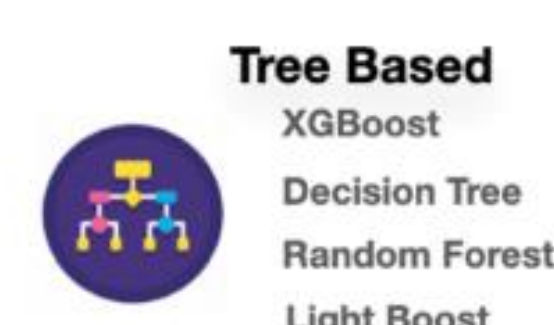 Tree Based
XGBoost
Decision Tree
Random Forest
Light Boost